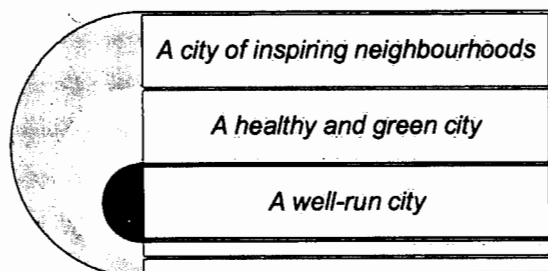 A city of inspiring neighbourhoods
A healthy and green city
A well-run city